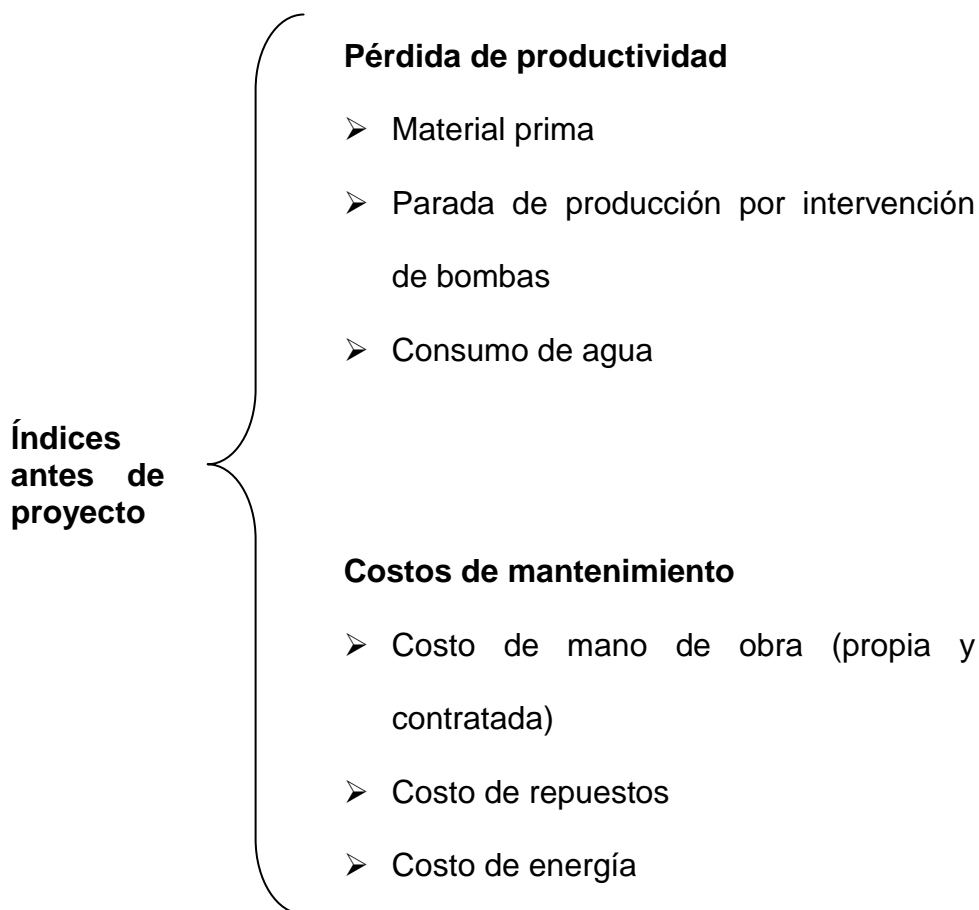 Pérdida de productividad
➢ Material prima
➢ Parada de producción por intervención
de bombas
➢ Consumo de agua
Índices
antes de
proyecto
Costos de mantenimiento
➢ Costo de mano de obra (propia y
contratada)
➢ Costo de repuestos
➢ Costo de energía